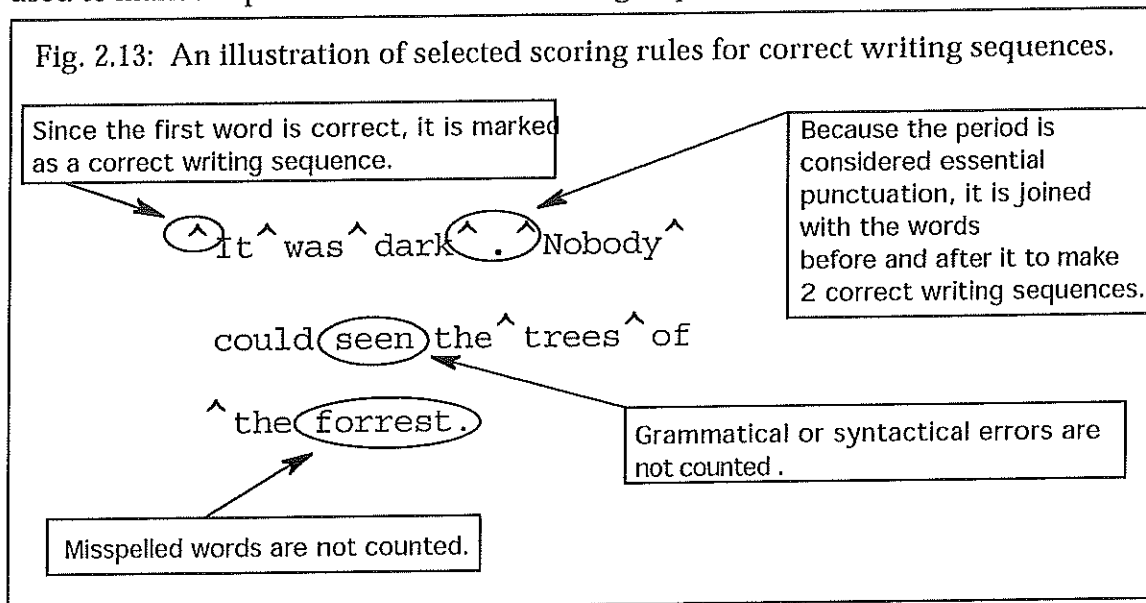 Fig. 2.13: An illustration of selected scoring rules for correct writing sequences.
Since the first word is correct, it is marked
as a correct writing sequence.
Because the period is
considered essential
punctuation, it is joined
with the words
before and after it to make
2 correct writing sequences.
^It^was^dark^.^Nobody^
could seen the^trees^of
^the forrest.
Grammatical or syntactical errors are
not counted .
Misspelled words are not counted.